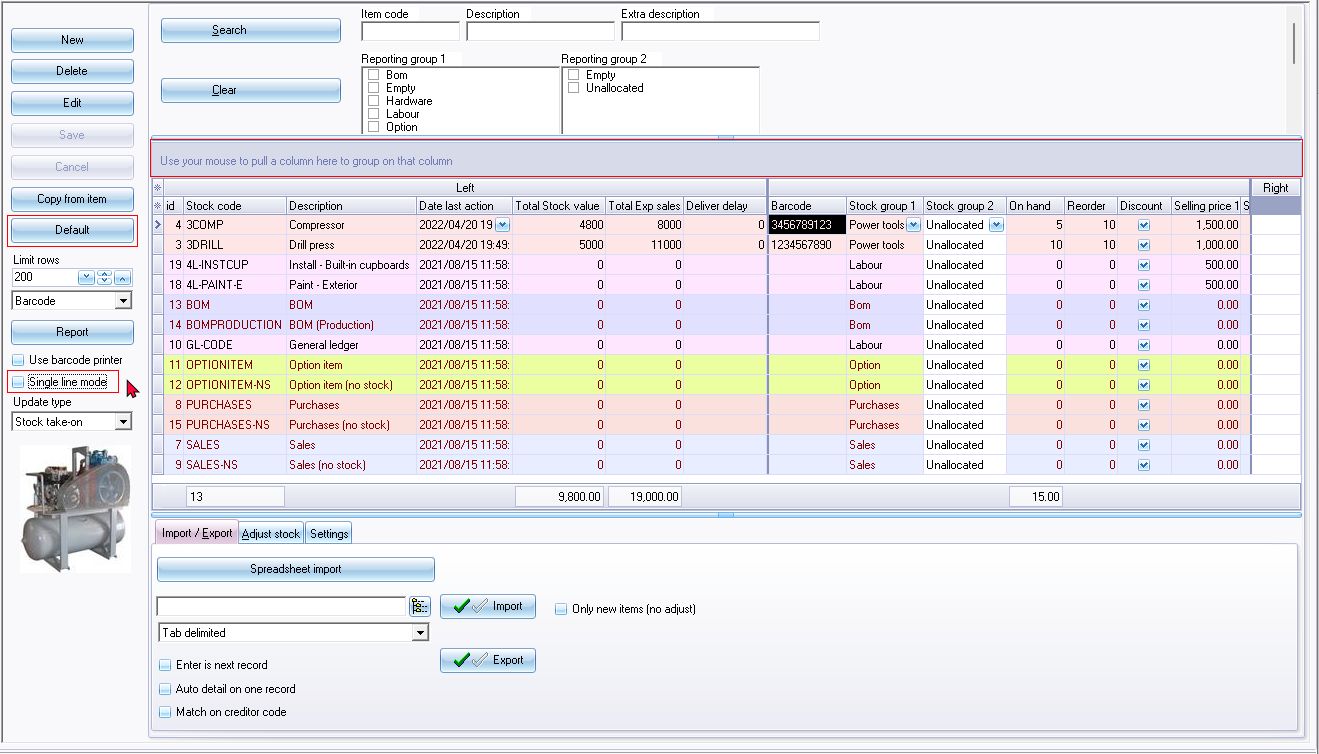 New
Delete
Edit
Save
Cancel
Copy from item
Default
Limit rows
200
Barcode
Report
Use barcode printer
Single line mode
Update type
Stock take-on
Search
Clear
Item code Description Extra description
Reporting group 1 Reporting group 2
Bom Empty
Empty Unallocated
Hardware
Labour
Option
Use your mouse to pull a column here to group on that column
Left Right
id Stock code Description Date last action Total Stock value Total Exp sales Deliver delay Barcode Stock group 1 Stock group 2 On hand Reorder Discount Selling price 1 S
4 3COMP Compressor 2022/04/20 19 4800 8000 0 3456789123 Power tools Unallocated 5 10 1,500.00
3 3DRILL Drill press 2022/04/20 19:49: 5000 11000 0 1234567890 Power tools Unallocated 10 10 1,000.00
19 4L-INSTCUP Install - Built-in cupboards 2021/08/15 11:58: 0 0 Labour Unallocated 0 0 500.00
18 4L-PAINT-E Paint - Exterior 2021/08/15 11:58: 0 0 Labour Unallocated 0 0 500.00
13 BOM BOM 2021/08/15 11:58: 0 0 Bom Unallocated 0 0 0.00
14 BOMPRODUCTION BOM (Production) 2021/08/15 11:58: 0 0 Bom Unallocated 0 0 0.00
10 GL-CODE General ledger 2021/08/15 11:58: 0 0 Labour Unallocated 0 0 0.00
11 OPTIONITEM Option item 2021/08/15 11:58: 0 0 Option Unallocated 0 0 0.00
12 OPTIONITEM-NS Option item (no stock) 2021/08/15 11:58: 0 0 Option Unallocated 0 0 0.00
8 PURCHASES Purchases 2021/08/15 11:58: 0 0 Purchases Unallocated 0 0 0.00
15 PURCHASES-NS Purchases (no stock) 2021/08/15 11:58: 0 0 Purchases Unallocated 0 0 0.00
7 SALES Sales 2021/08/15 11:58: 0 0 Sales Unallocated 0 0 0.00
9 SALES-NS Sales (no stock) 2021/08/15 11:58: 0 0 Sales Unallocated 0 0 0.00
13 9,800.00 19,000.00 15.00
Import / Export Adjust stock Settings
Spreadsheet import
Import Only new items (no adjust)
Tab delimited
Export
Enter is next record
Auto detail on one record
Match on creditor code